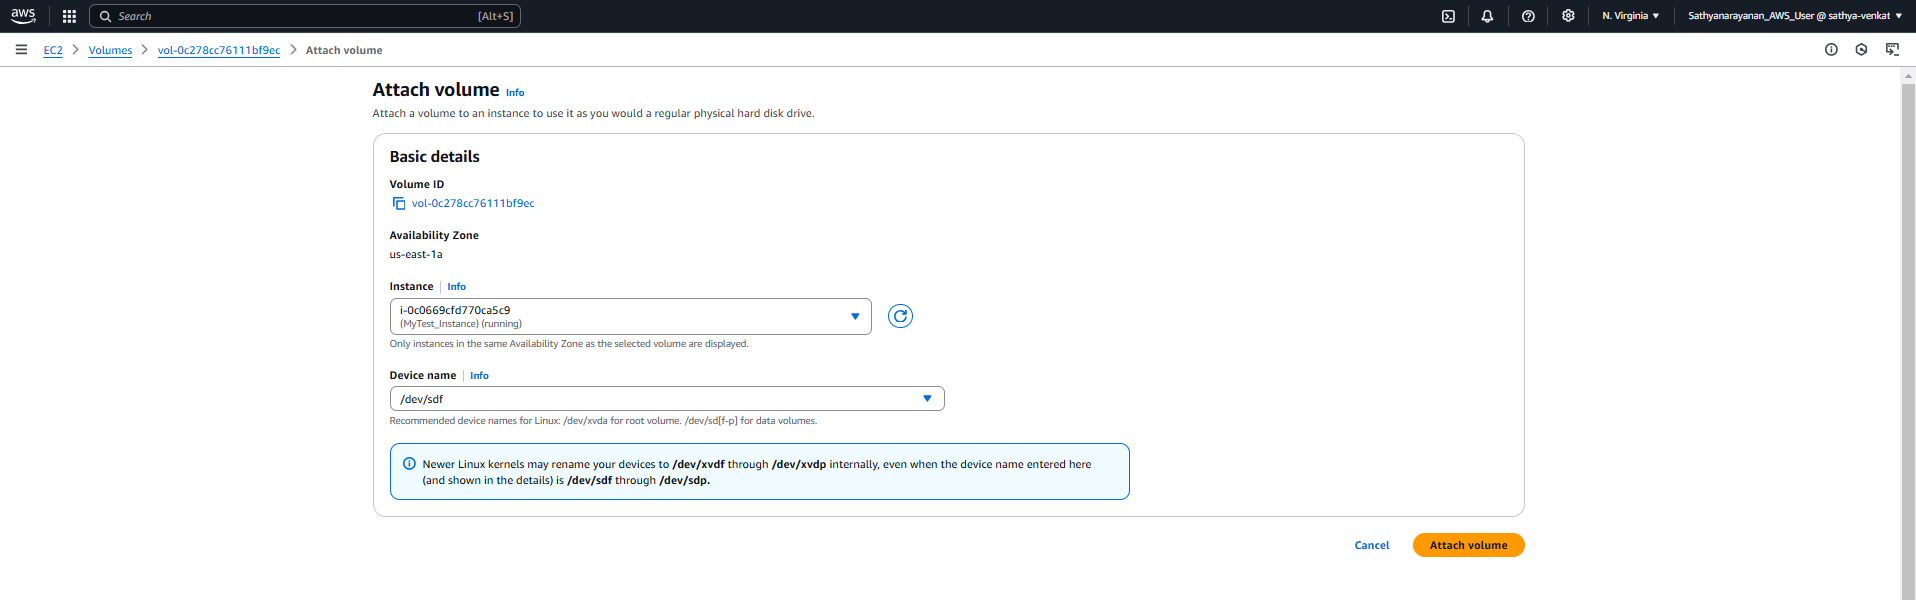 aws
Search [Alt+S]
N. Virginia
Sathyanarayanan_AWS_User @ sathya-venkat
EC2 > Volumes > vol-0c278cc76111bf9ec > Attach volume
Attach volume Info
Attach a volume to an instance to use it as you would a regular physical hard disk drive.
Basic details
Volume ID
vol-0c278cc76111bf9ec
Availability Zone
us-east-1a
Instance | Info
i-0c0669cfd770ca5c9
(MyTest_Instance) (running)
Only instances in the same Availability Zone as the selected volume are displayed.
Device name | Info
/dev/sdf
Recommended device names for Linux: /dev/xvda for root volume. /dev/sd[f-p] for data volumes.
Newer Linux kernels may rename your devices to /dev/xvdf through /dev/xvdp internally, even when the device name entered here
(and shown in the details) is /dev/sdf through /dev/sdp.
Cancel
Attach volume